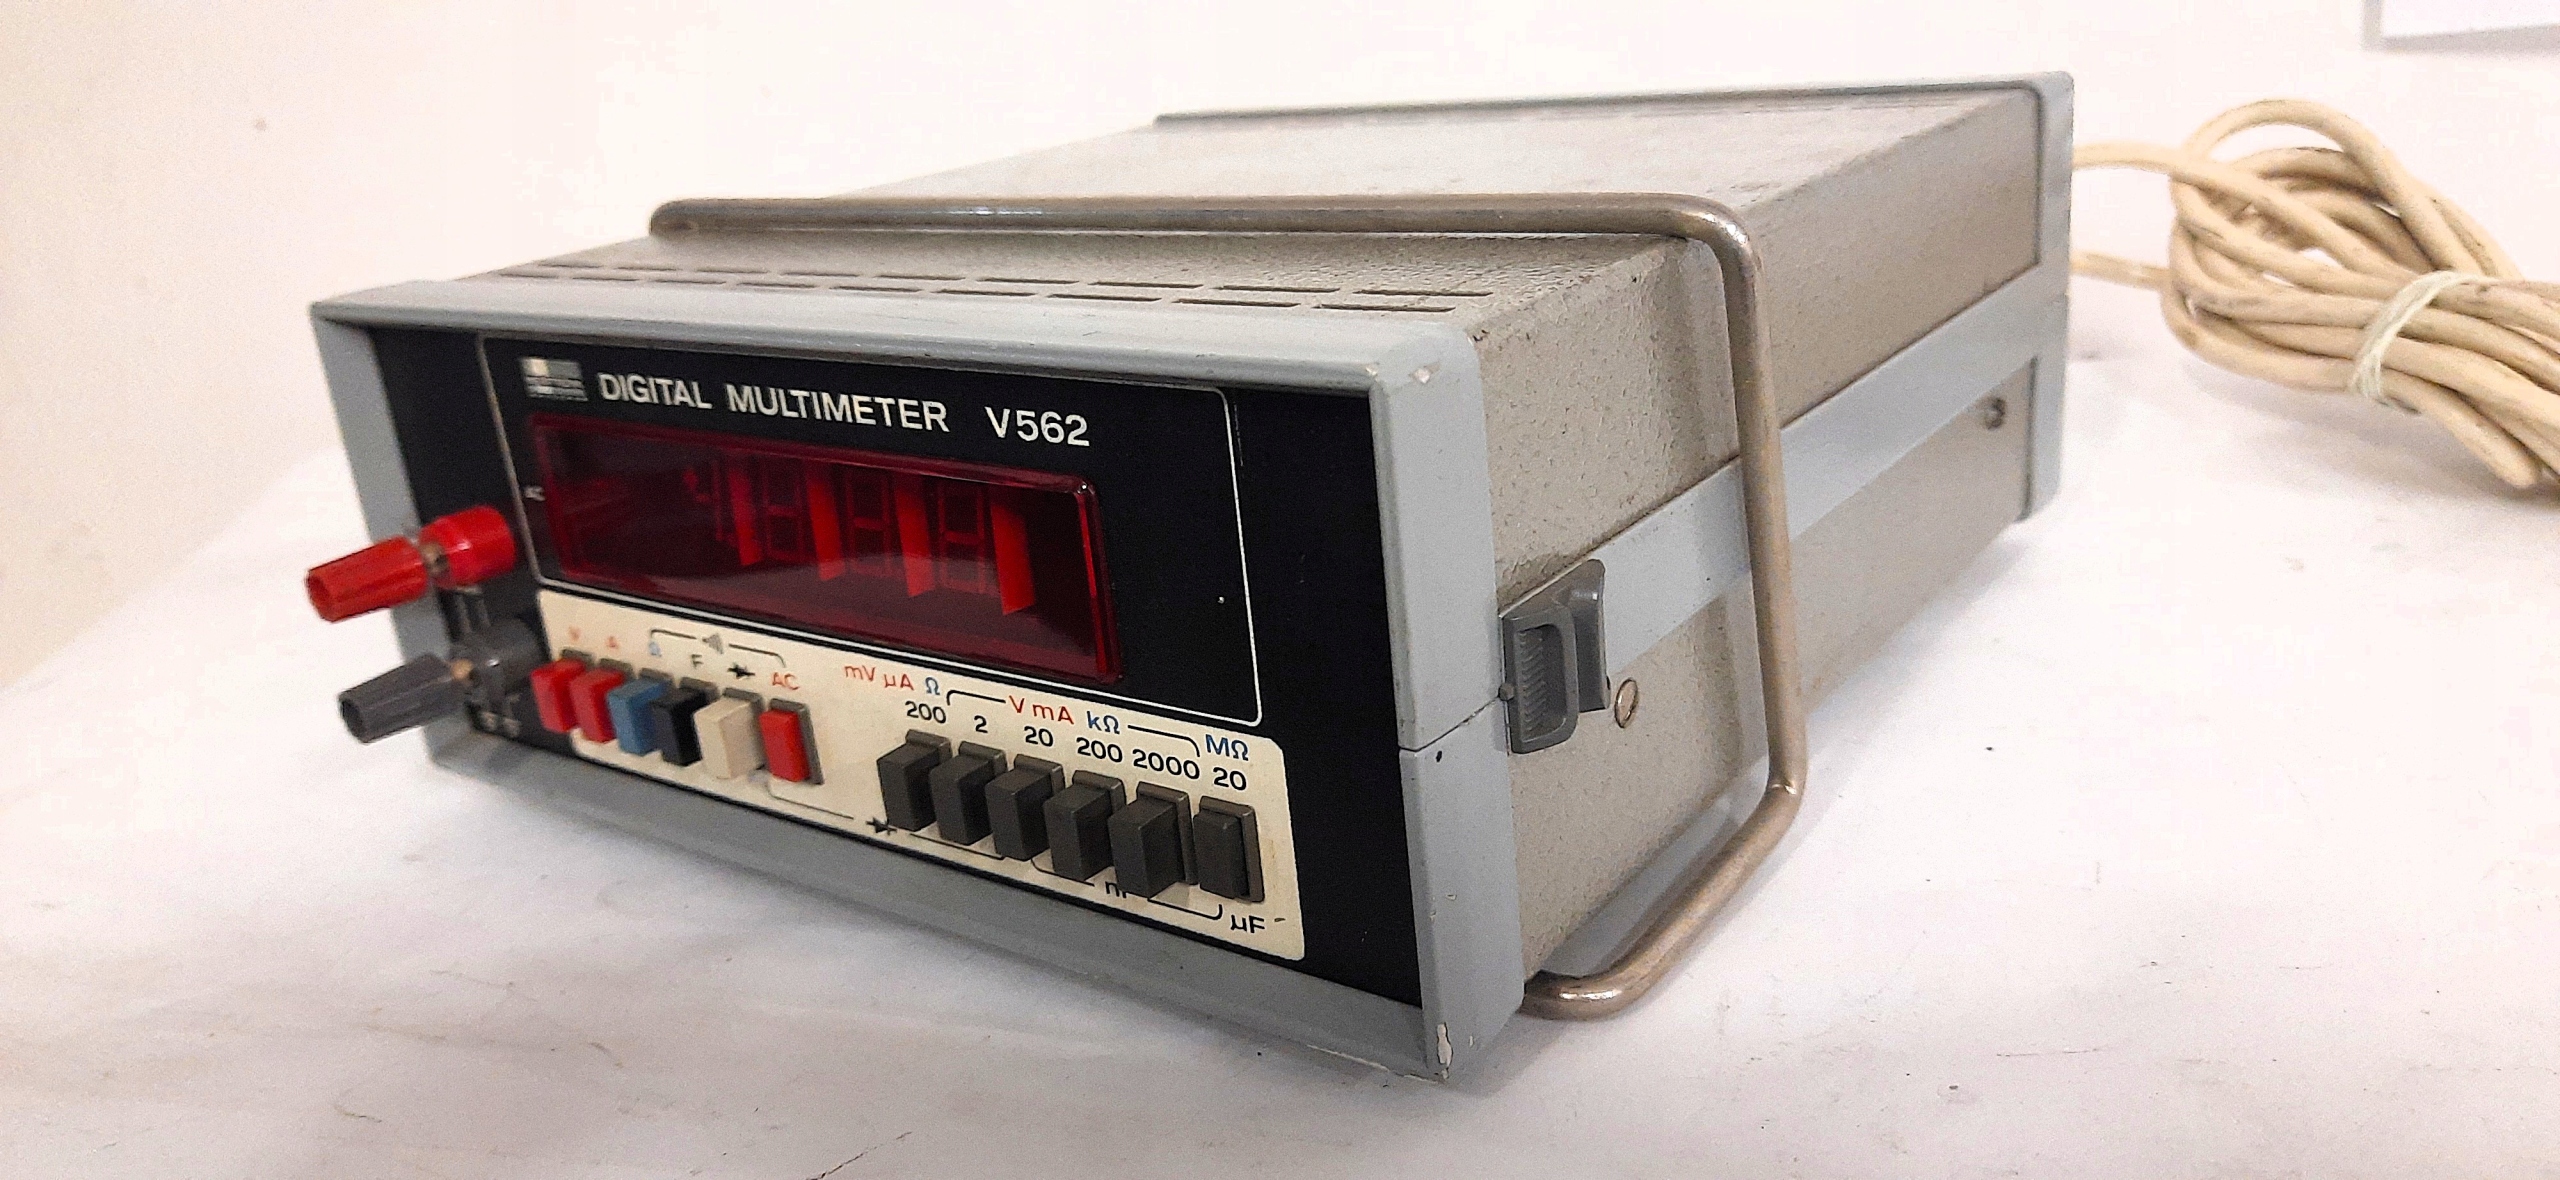 DIGITAL MULTIMETER V562
AC
V A Ω F AC
mV µA Ω V mA kΩ MΩ
200 2 20 200 2000 20
µF